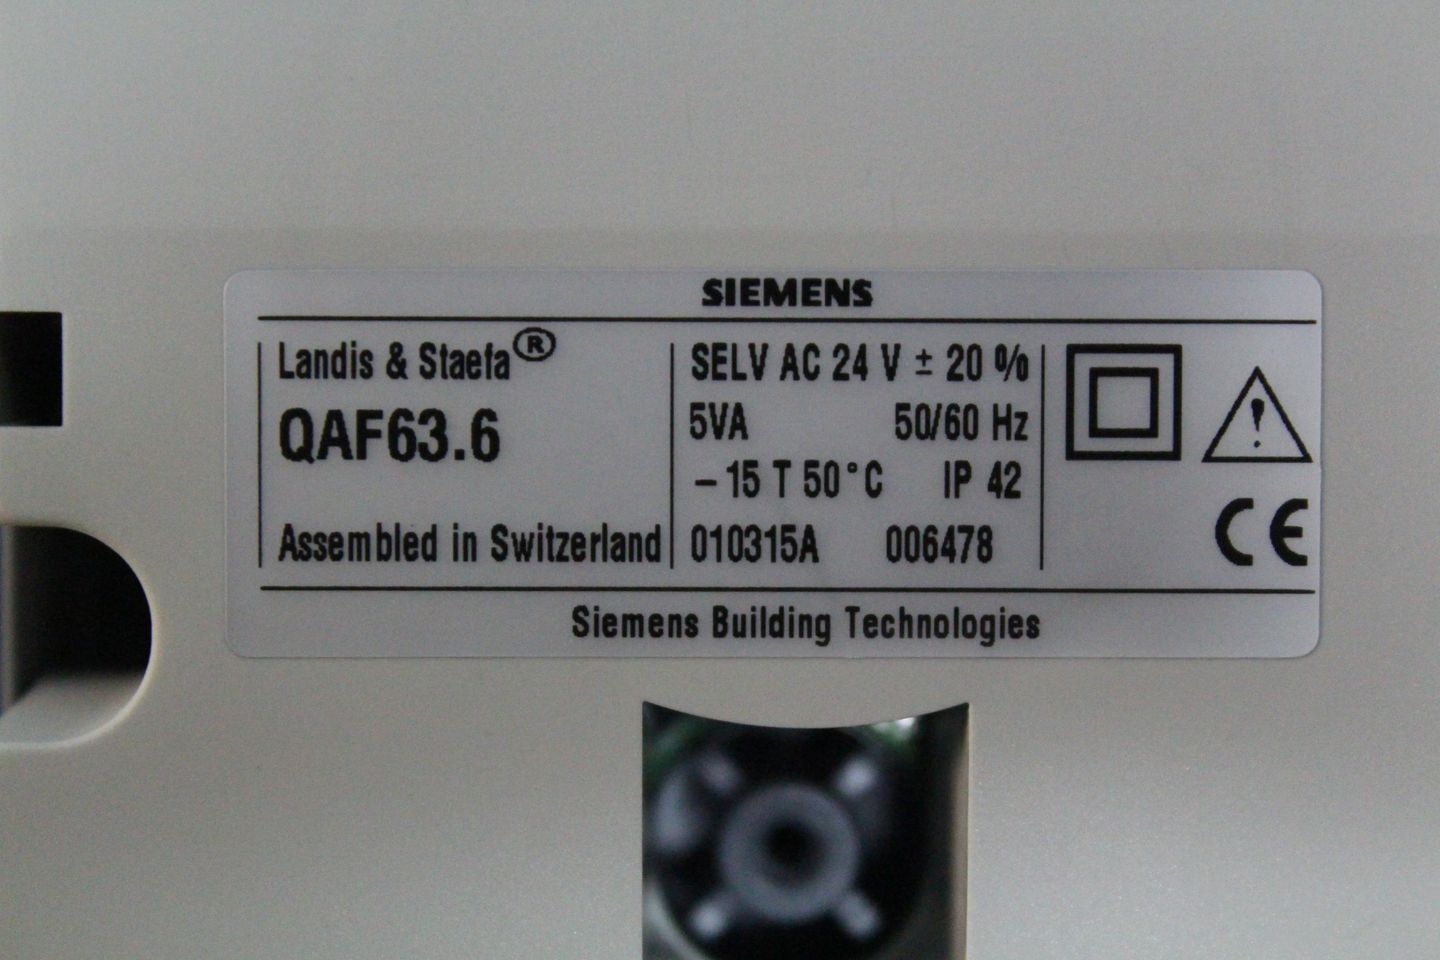 SIEMENS
Landis & Staefa®
QAF63.6
Assembled in Switzerland
SELV AC 24 V ± 20 %
5VA 50/60 Hz
– 15 T 50°C IP 42
010315A 006478
!
CE
Siemens Building Technologies